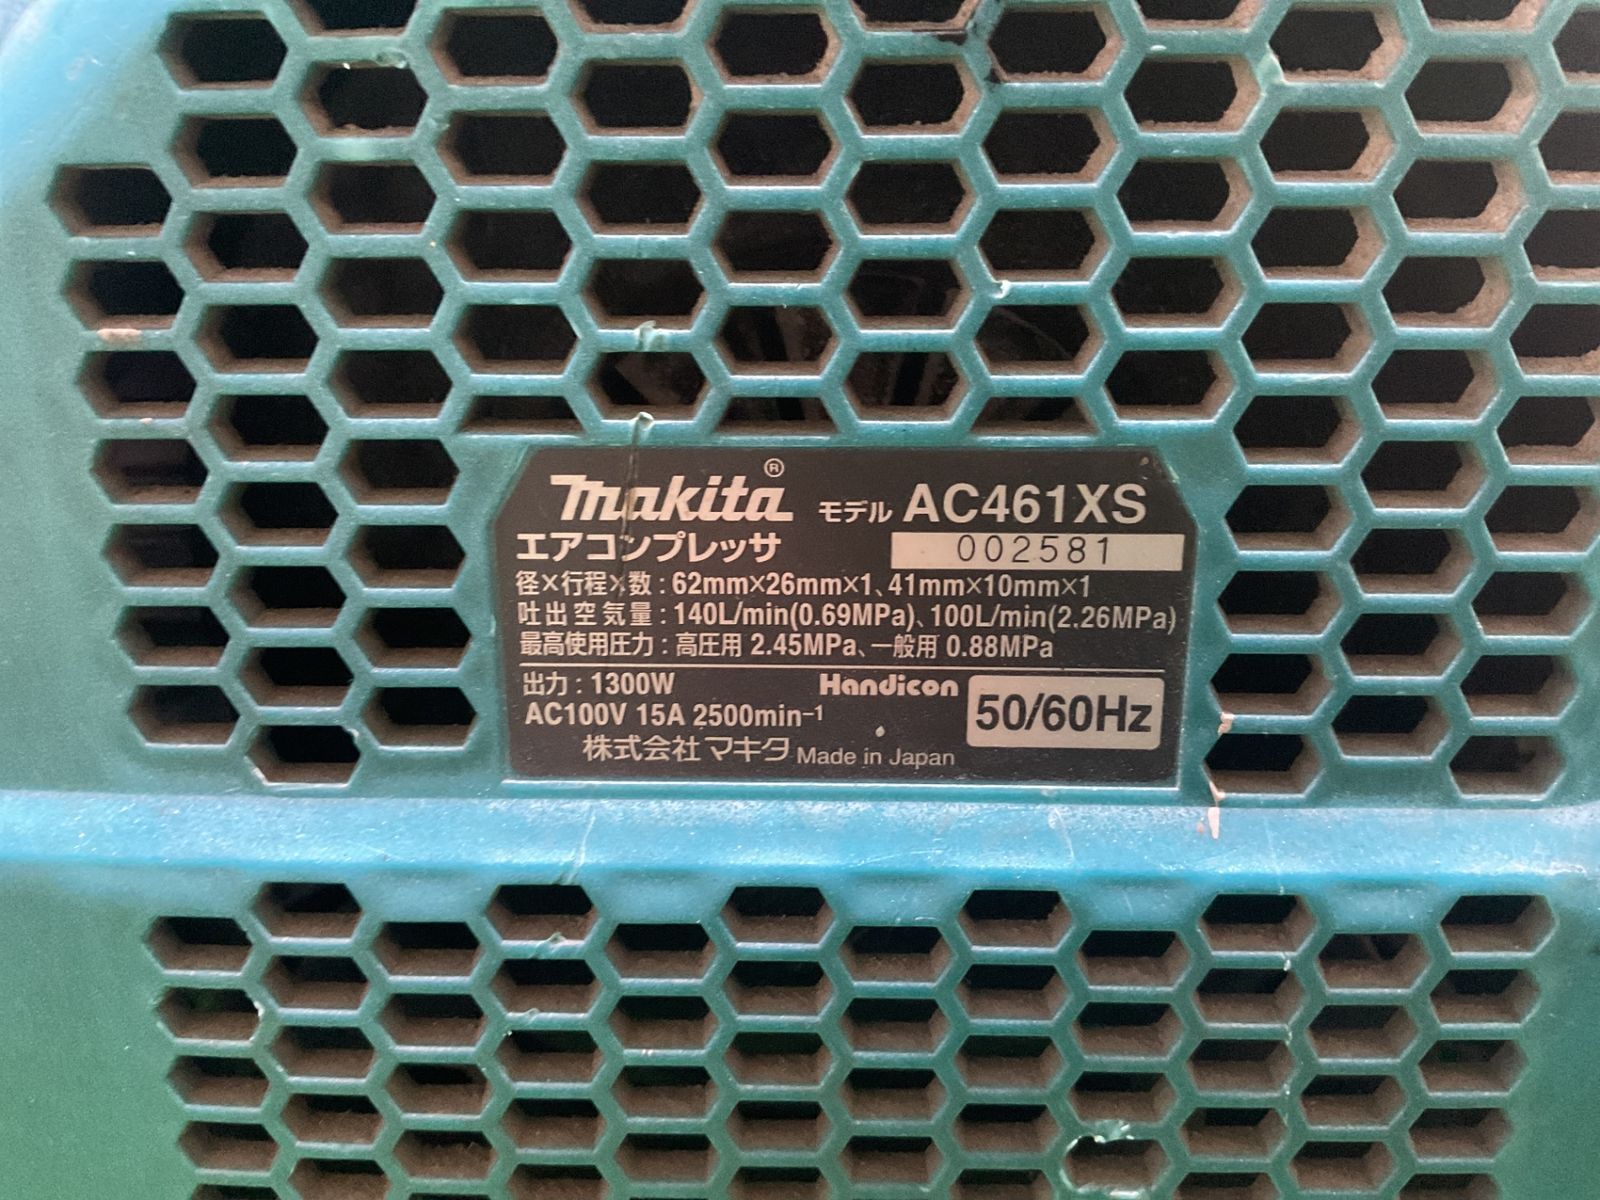 makita® モデル AC461XS
エアコンプレッサ 002581
径×行程×数：62mm×26mm×1、41mm×10mm×1
吐出空気量：140L/min(0.69MPa)、100L/min(2.26MPa)
最高使用圧力：高圧用 2.45MPa、一般用 0.88MPa
出力：1300W Handicon 50/60Hz
AC100V 15A 2500min⁻¹
株式会社 マキタ Made in Japan